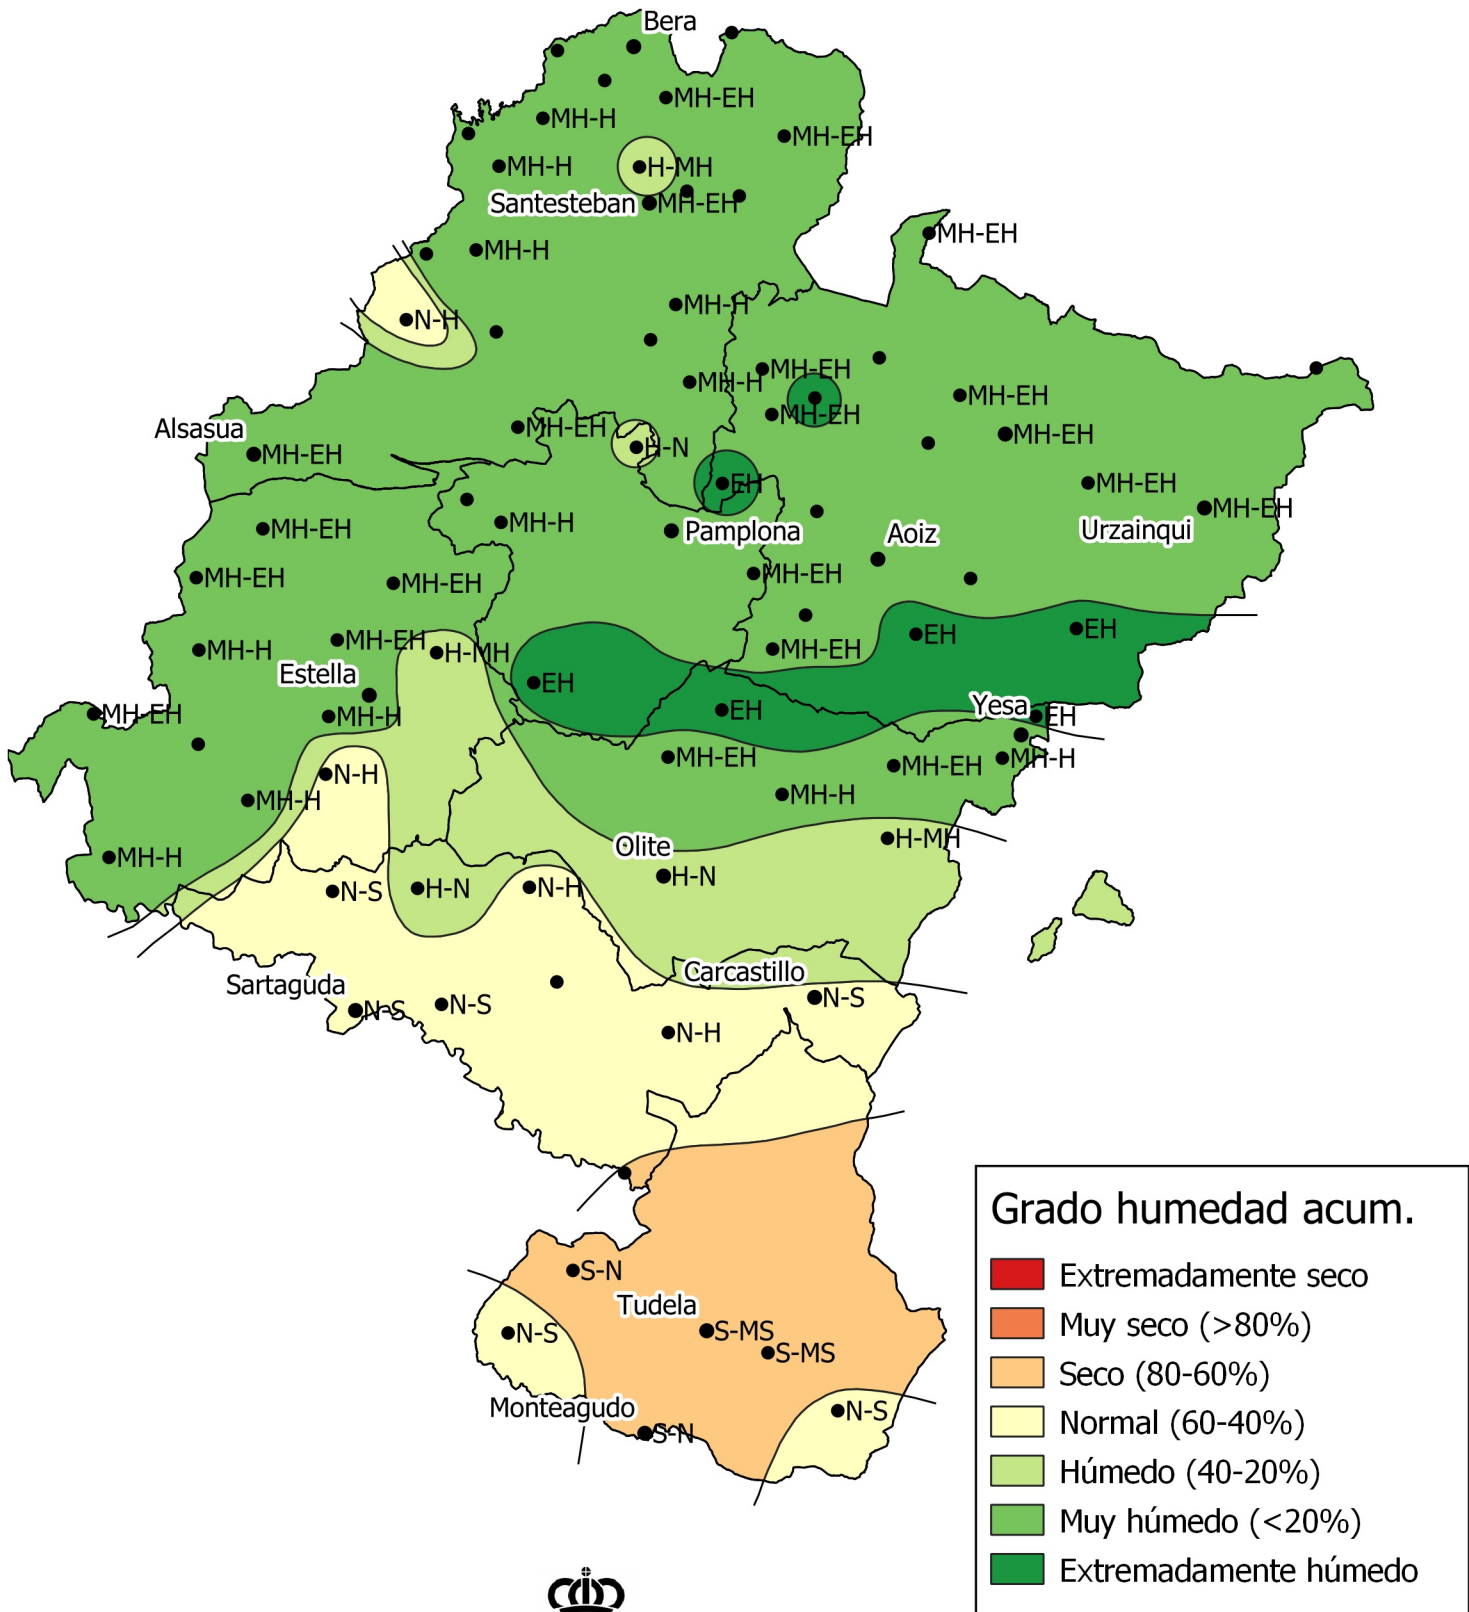 Bera
MH-EH
MH-H
MH-EH
MH-H
H-MH
Santesteban
MH-EH
MH-EH
MH-H
MH-H
N-H
MH-EH
MH-H
MH-EH
MH-EH
Alsasua
MH-EH
MH-EH
MH-EH
H-N
EH
MH-EH
MH-EH
MH-EH
MH-H
Pamplona
Aoiz
Urzainqui
MH-EH
MH-EH
MH-EH
EH
EH
MH-H
MH-EH
H-MH
MH-EH
Estella
EH
MH-EH
MH-H
EH
Yesa
EH
MH-EH
MH-EH
MH-H
N-H
MH-H
MH-H
Olite
H-MH
MH-H
N-S
H-N
N-H
H-N
Carcastillo
Sartaguda
N-S
N-S
N-S
N-H
S-N
Tudela
N-S
S-MS
S-MS
Monteagudo
N-S
S-N
Grado humedad acum.
Extremadamente seco
Muy seco (>80%)
Seco (80-60%)
Normal (60-40%)
Húmedo (40-20%)
Muy húmedo (<20%)
Extremadamente húmedo